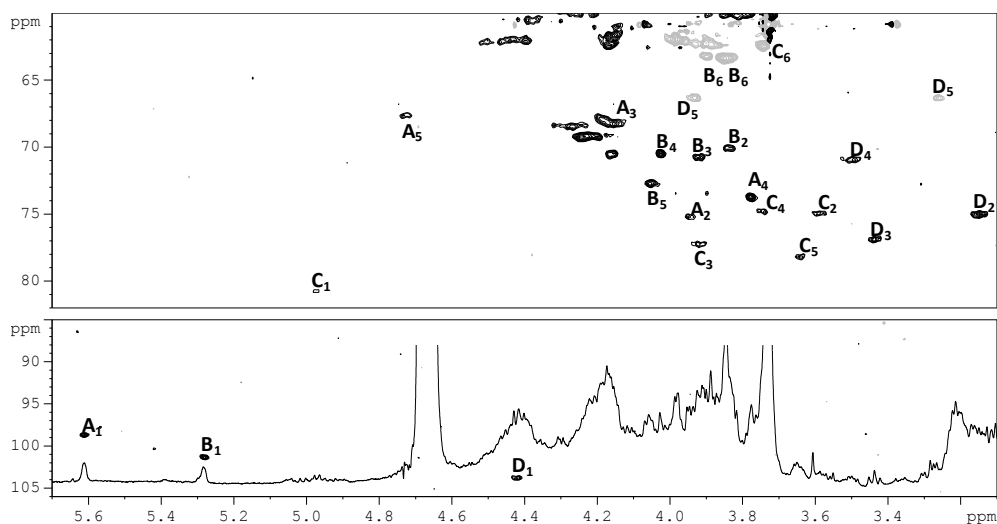 ppm
65
70
75
80
C6
B6 B6
D5
D5
A3
A5
B4
B3
B2
D4
B5
A4
A2
C4
C2
D2
C3
D3
C5
C1
ppm
90
95
100
105
A1
B1
D1
5.6 5.4 5.2 5.0 4.8 4.6 4.4 4.2 4.0 3.8 3.6 3.4 ppm